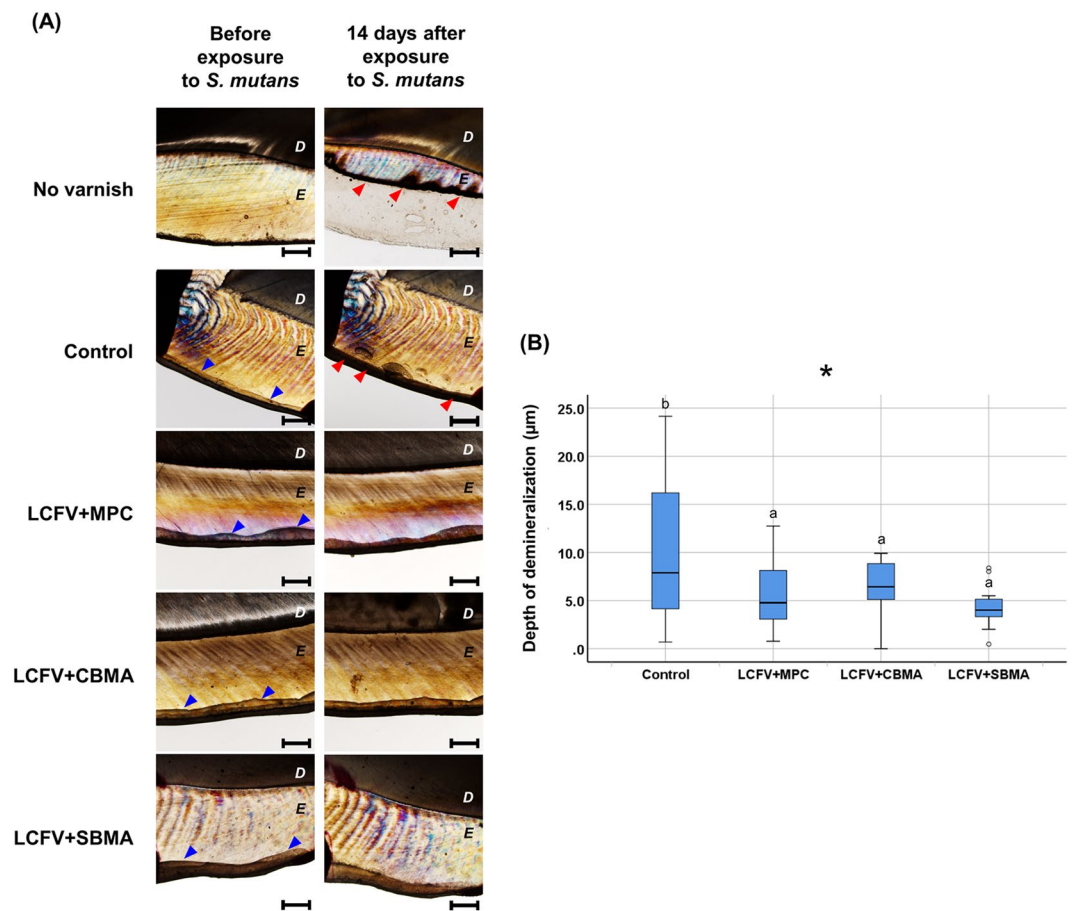 (A)
Before
exposure
to S. mutans
14 days after
exposure
to S. mutans
No varnish
D
E
D
E
Control
D
E
D
E
LCFV+MPC
D
E
D
E
LCFV+CBMA
D
E
D
E
LCFV+SBMA
D
E
D
E
(B)
*
Depth of demineralization (μm)
25.0
20.0
15.0
10.0
5.0
.0
b
a
a
a
Control
LCFV+MPC
LCFV+CBMA
LCFV+SBMA